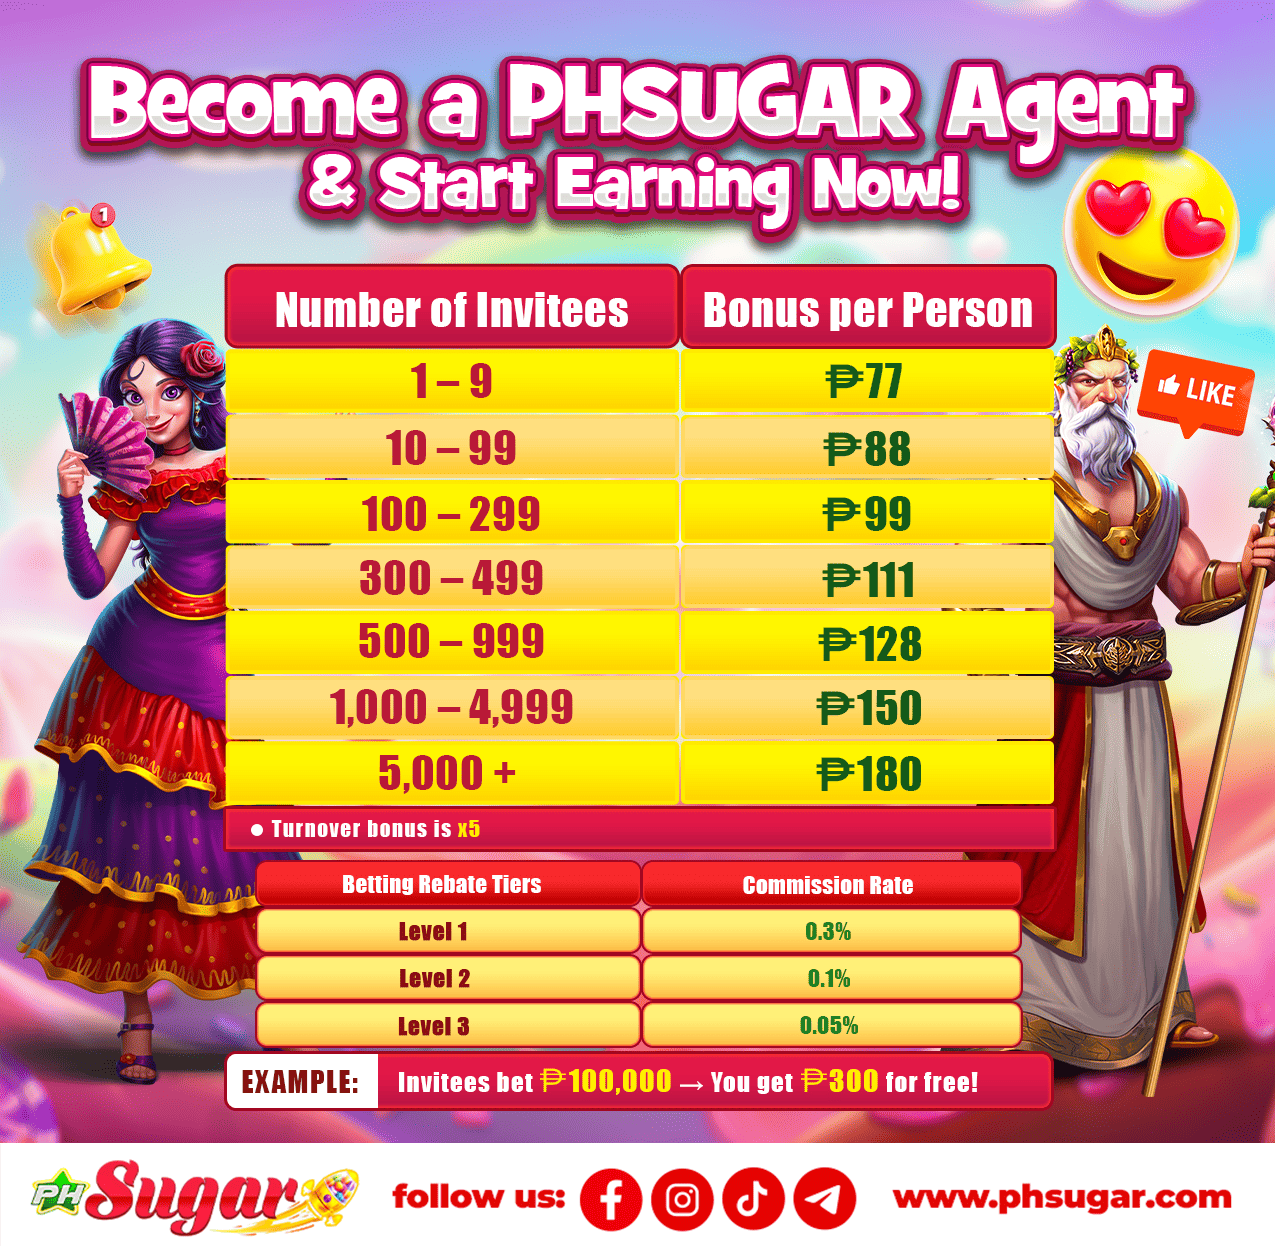 Become a PHSUGAR Agent
& Start Earning Now!
1
LIKE
Number of Invitees Bonus per Person
1 – 9 ₱77
10 – 99 ₱88
100 – 299 ₱99
300 – 499 ₱111
500 – 999 ₱128
1,000 – 4,999 ₱150
5,000 + ₱180
● Turnover bonus is x5
Betting Rebate Tiers Commission Rate
Level 1 0.3%
Level 2 0.1%
Level 3 0.05%
EXAMPLE: Invitees bet ₱100,000 → You get ₱300 for free!
PH Sugar follow us: www.phsugar.com